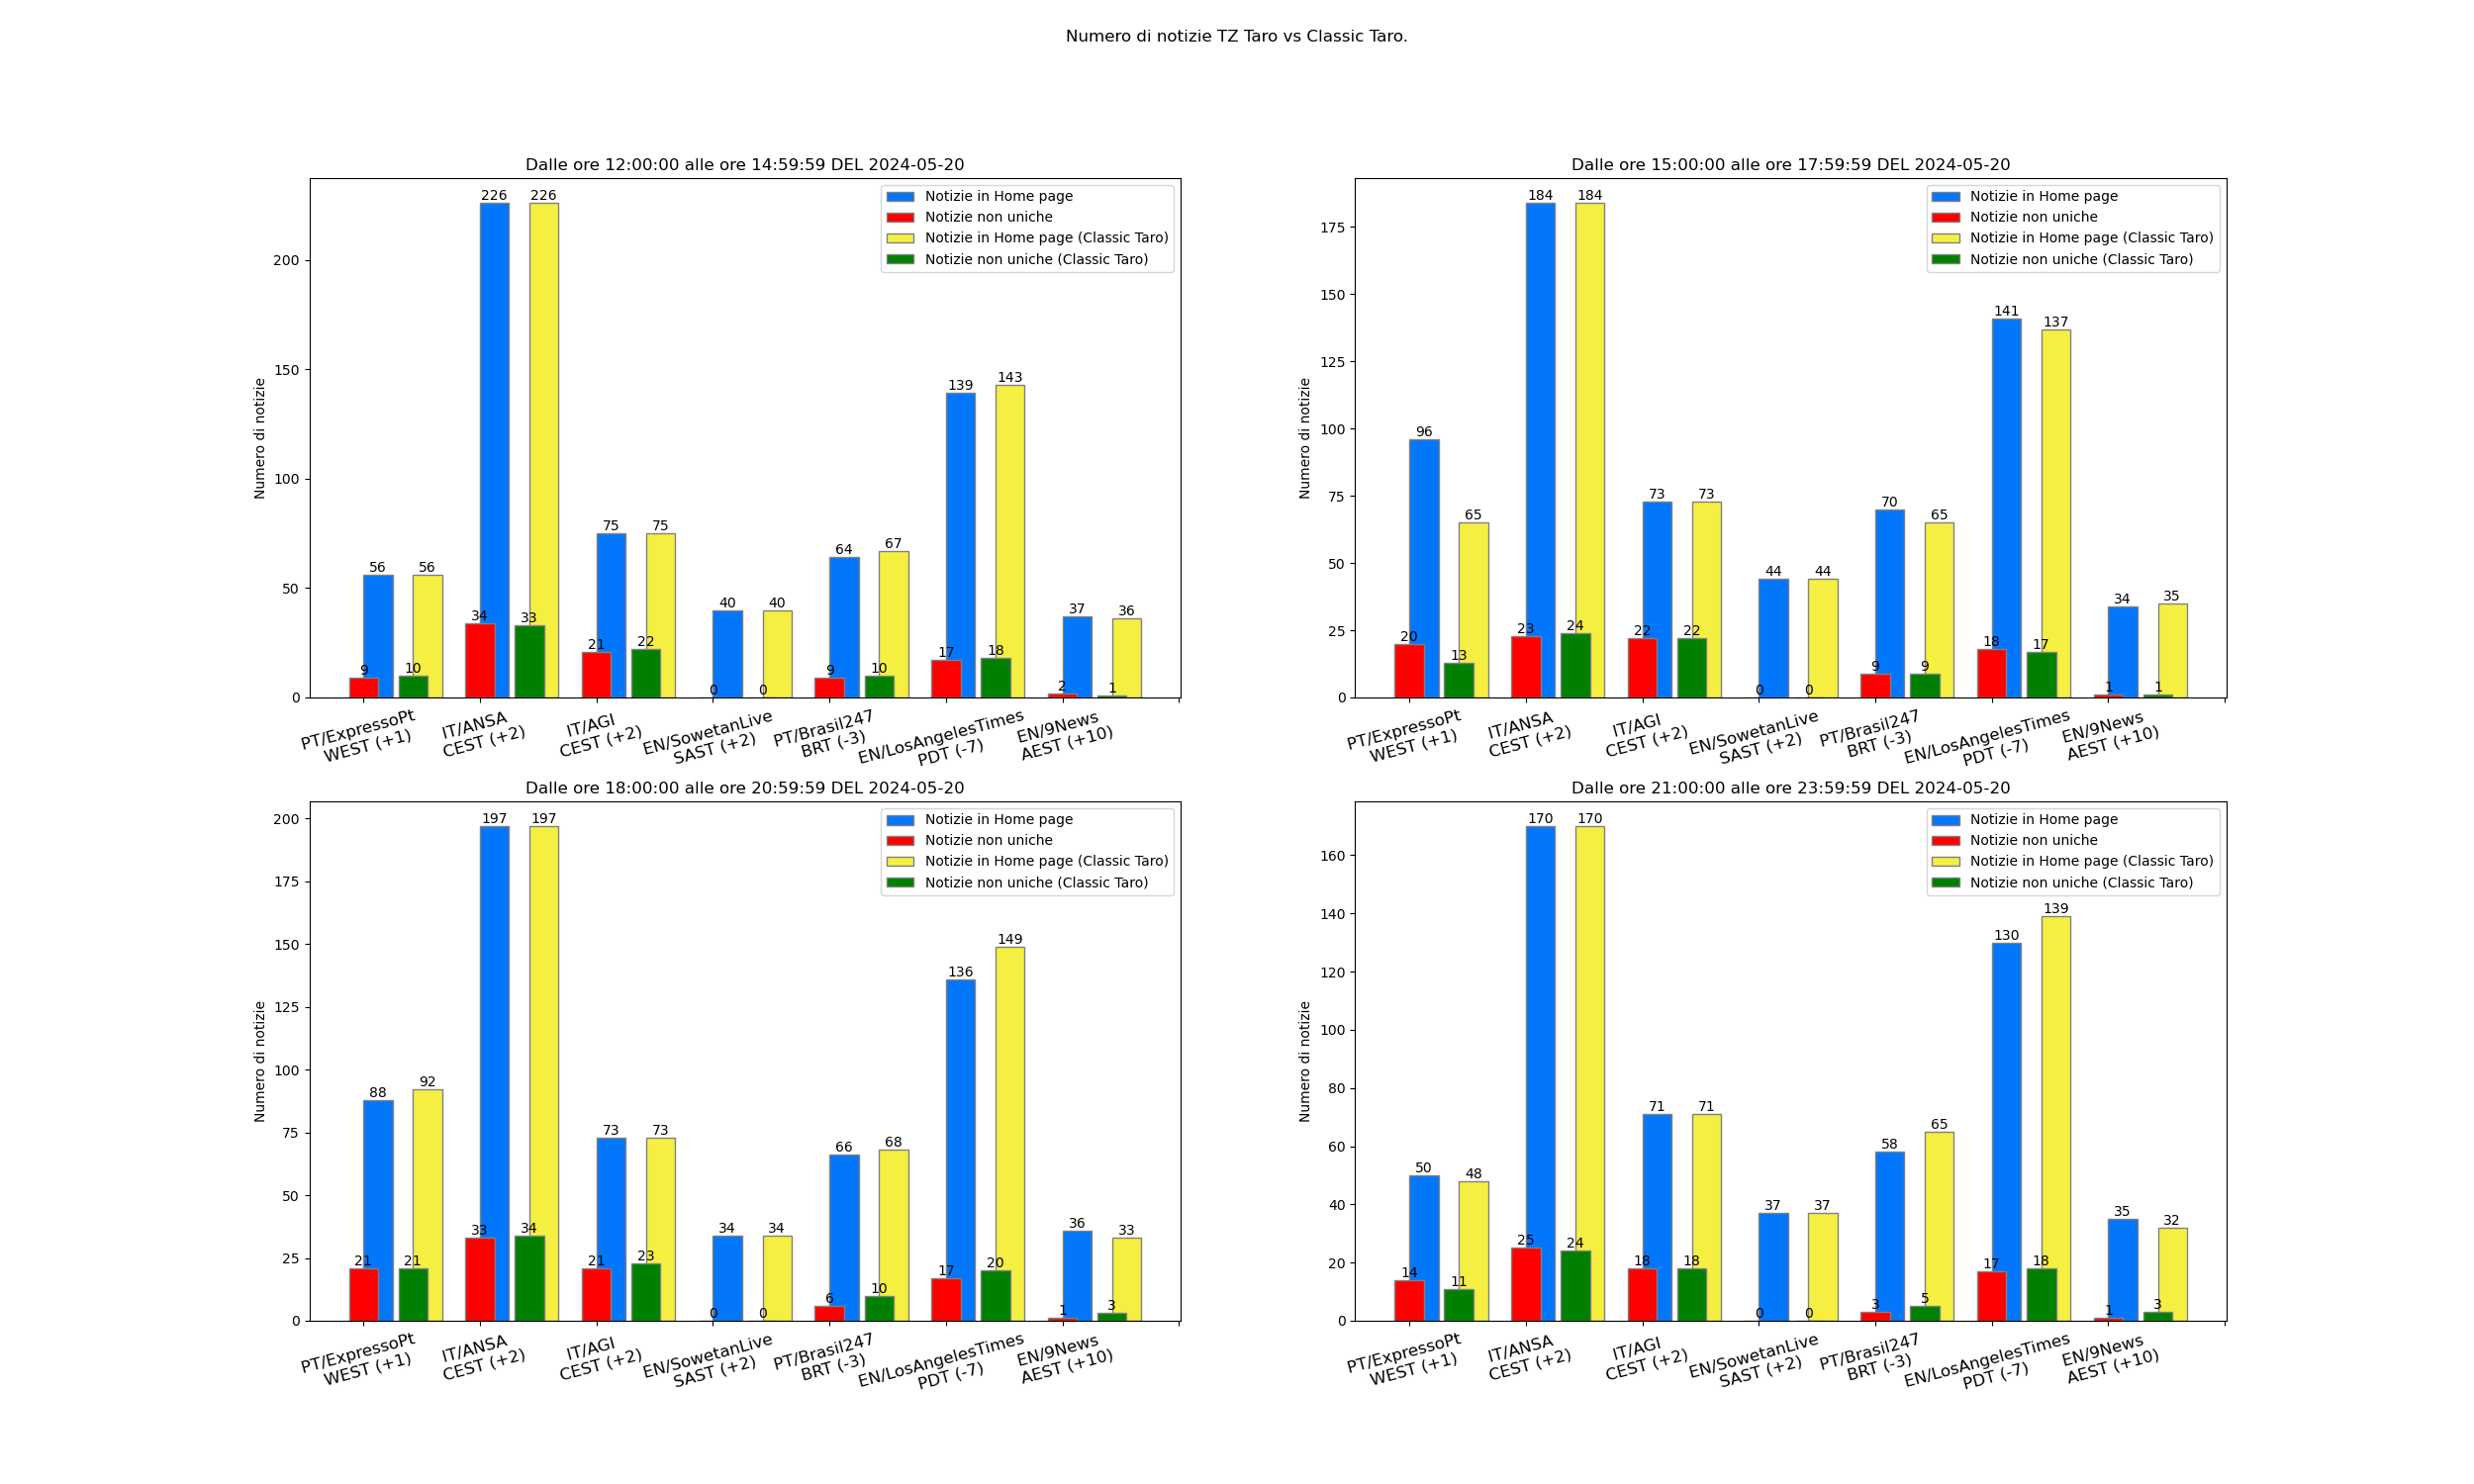 Numero di notizie TZ Taro vs Classic Taro.
Dalle ore 12:00:00 alle ore 14:59:59 DEL 2024-05-20
Numero di notizie
200
150
100
50
0
Notizie in Home page
Notizie non uniche
Notizie in Home page (Classic Taro)
Notizie non uniche (Classic Taro)
9 56 10 56
34 226 33 226
21 75 22 75
0 40 0 40
9 64 10 67
17 139 18 143
2 37 1 36
PT/ExpressoPt
WEST (+1)
IT/ANSA
CEST (+2)
IT/AGI
CEST (+2)
EN/SowetanLive
SAST (+2)
PT/Brasil247
BRT (-3)
EN/LosAngelesTimes
PDT (-7)
EN/9News
AEST (+10)
Dalle ore 15:00:00 alle ore 17:59:59 DEL 2024-05-20
Numero di notizie
175
150
125
100
75
50
25
0
Notizie in Home page
Notizie non uniche
Notizie in Home page (Classic Taro)
Notizie non uniche (Classic Taro)
20 96 13 65
23 184 24 184
22 73 22 73
0 44 0 44
9 70 9 65
18 141 17 137
1 34 1 35
PT/ExpressoPt
WEST (+1)
IT/ANSA
CEST (+2)
IT/AGI
CEST (+2)
EN/SowetanLive
SAST (+2)
PT/Brasil247
BRT (-3)
EN/LosAngelesTimes
PDT (-7)
EN/9News
AEST (+10)
Dalle ore 18:00:00 alle ore 20:59:59 DEL 2024-05-20
Numero di notizie
200
175
150
125
100
75
50
25
0
Notizie in Home page
Notizie non uniche
Notizie in Home page (Classic Taro)
Notizie non uniche (Classic Taro)
21 88 21 92
33 197 34 197
21 73 23 73
0 34 0 34
6 66 10 68
17 136 20 149
1 36 3 33
PT/ExpressoPt
WEST (+1)
IT/ANSA
CEST (+2)
IT/AGI
CEST (+2)
EN/SowetanLive
SAST (+2)
PT/Brasil247
BRT (-3)
EN/LosAngelesTimes
PDT (-7)
EN/9News
AEST (+10)
Dalle ore 21:00:00 alle ore 23:59:59 DEL 2024-05-20
Numero di notizie
160
140
120
100
80
60
40
20
0
Notizie in Home page
Notizie non uniche
Notizie in Home page (Classic Taro)
Notizie non uniche (Classic Taro)
14 50 11 48
25 170 24 170
18 71 18 71
0 37 0 37
3 58 5 65
17 130 18 139
1 35 3 32
PT/ExpressoPt
WEST (+1)
IT/ANSA
CEST (+2)
IT/AGI
CEST (+2)
EN/SowetanLive
SAST (+2)
PT/Brasil247
BRT (-3)
EN/LosAngelesTimes
PDT (-7)
EN/9News
AEST (+10)